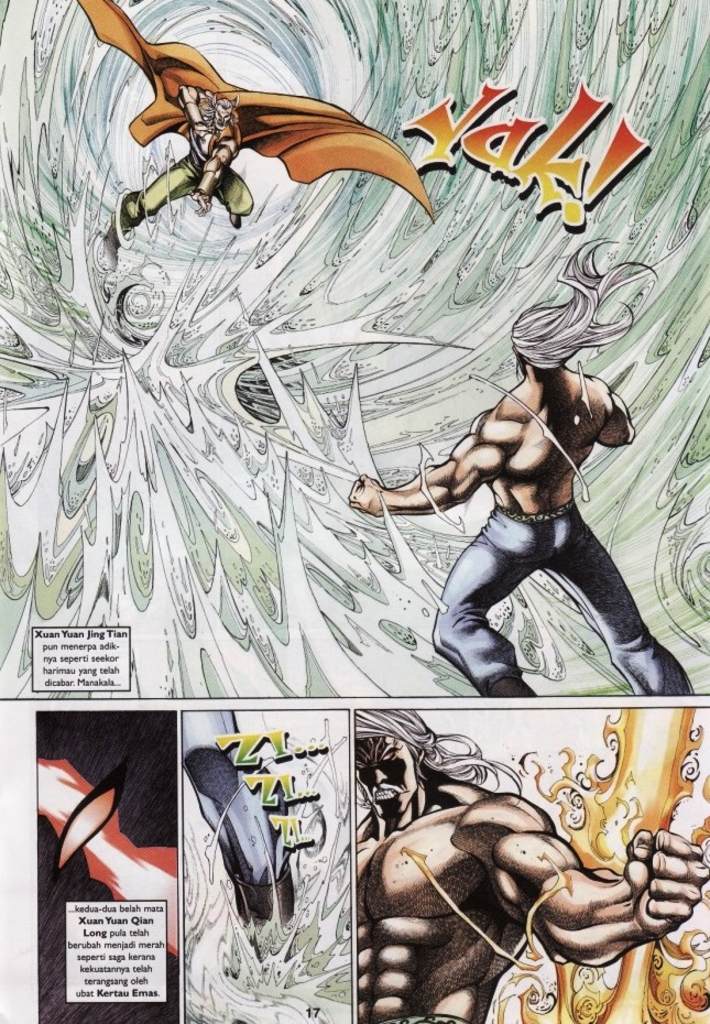 Yak!
Xuan Yuan Jing Tian
pun menerpa adik-
nya seperti seekor
harimau yang telah
dicabar. Manakala...
...kedua-dua belah mata
Xuan Yuan Qian
Long pula telah
berubah menjadi merah
seperti saga kerana
kekuatannya telah
terangsang oleh
ubat Kertau Emas.
ZI...
ZI...
ZI...
17